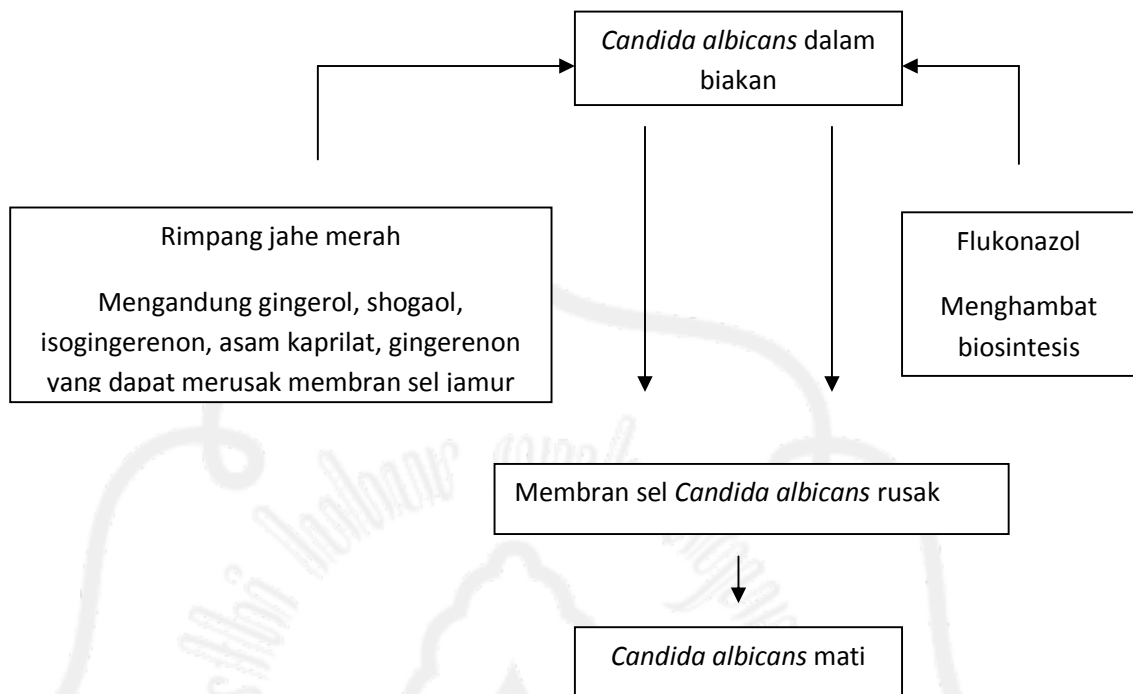 Candida albicans dalam
biakan
Rimpang jahe merah
Mengandung gingerol, shogaol,
isogingerenon, asam kaprilat, gingerenon
yang dapat merusak membran sel jamur
Flukonazol
Menghambat
biosintesis
Membran sel Candida albicans rusak
Candida albicans mati